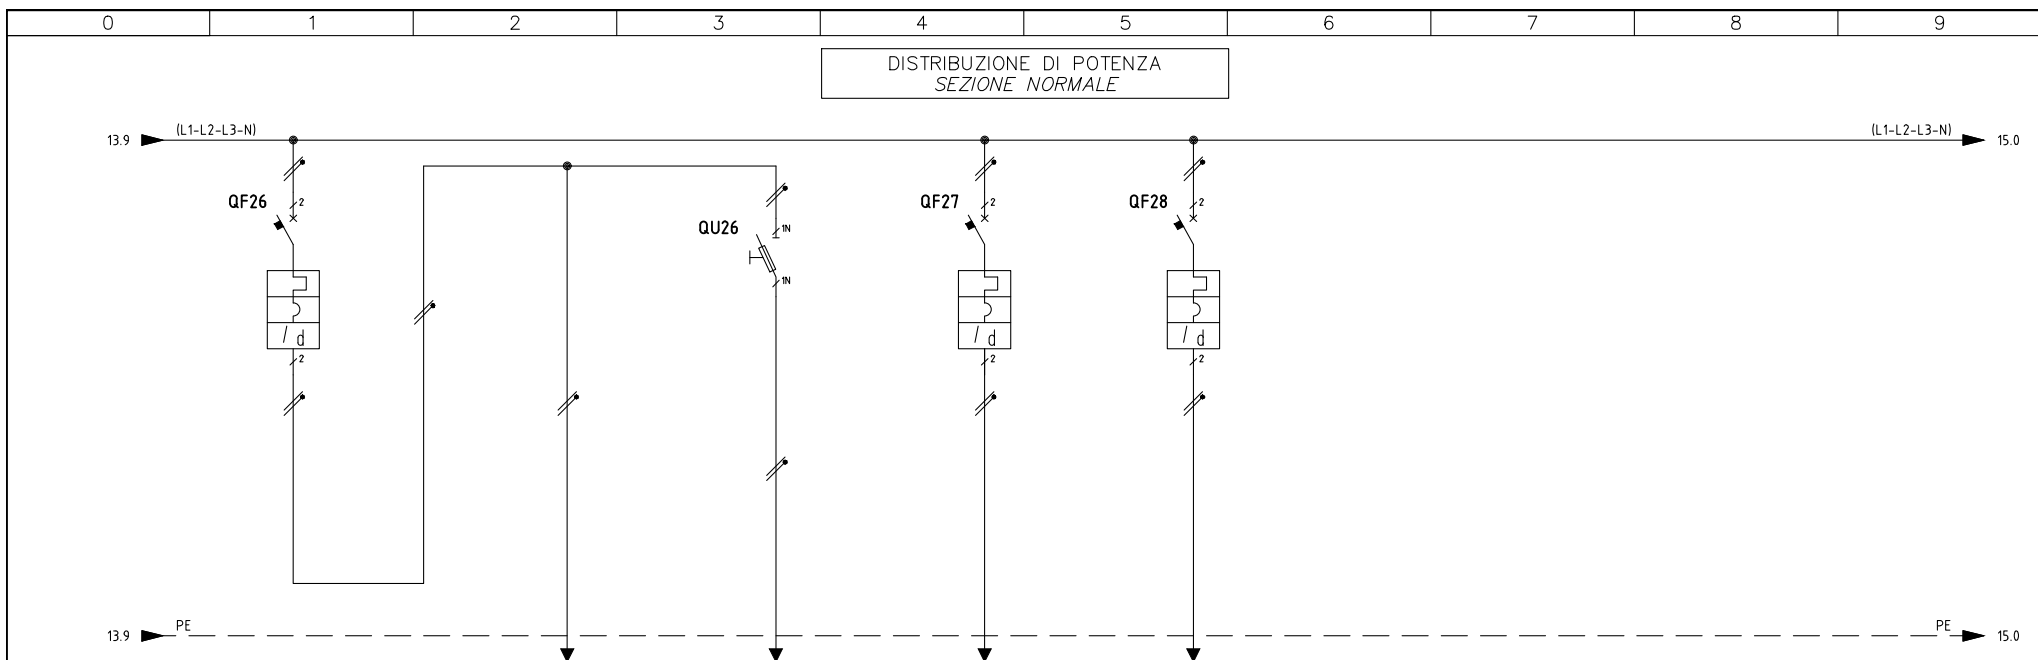 0 1 2 3 4 5 6 7 8 9
DISTRIBUZIONE DI POTENZA
SEZIONE NORMALE
13.9 (L1-L2-L3-N) (L1-L2-L3-N) 15.0
QF26 2
QU26 1N
QF27 2
QF28 2
1N
/ d
/ d
/ d
2
2
2
13.9 PE PE 15.0